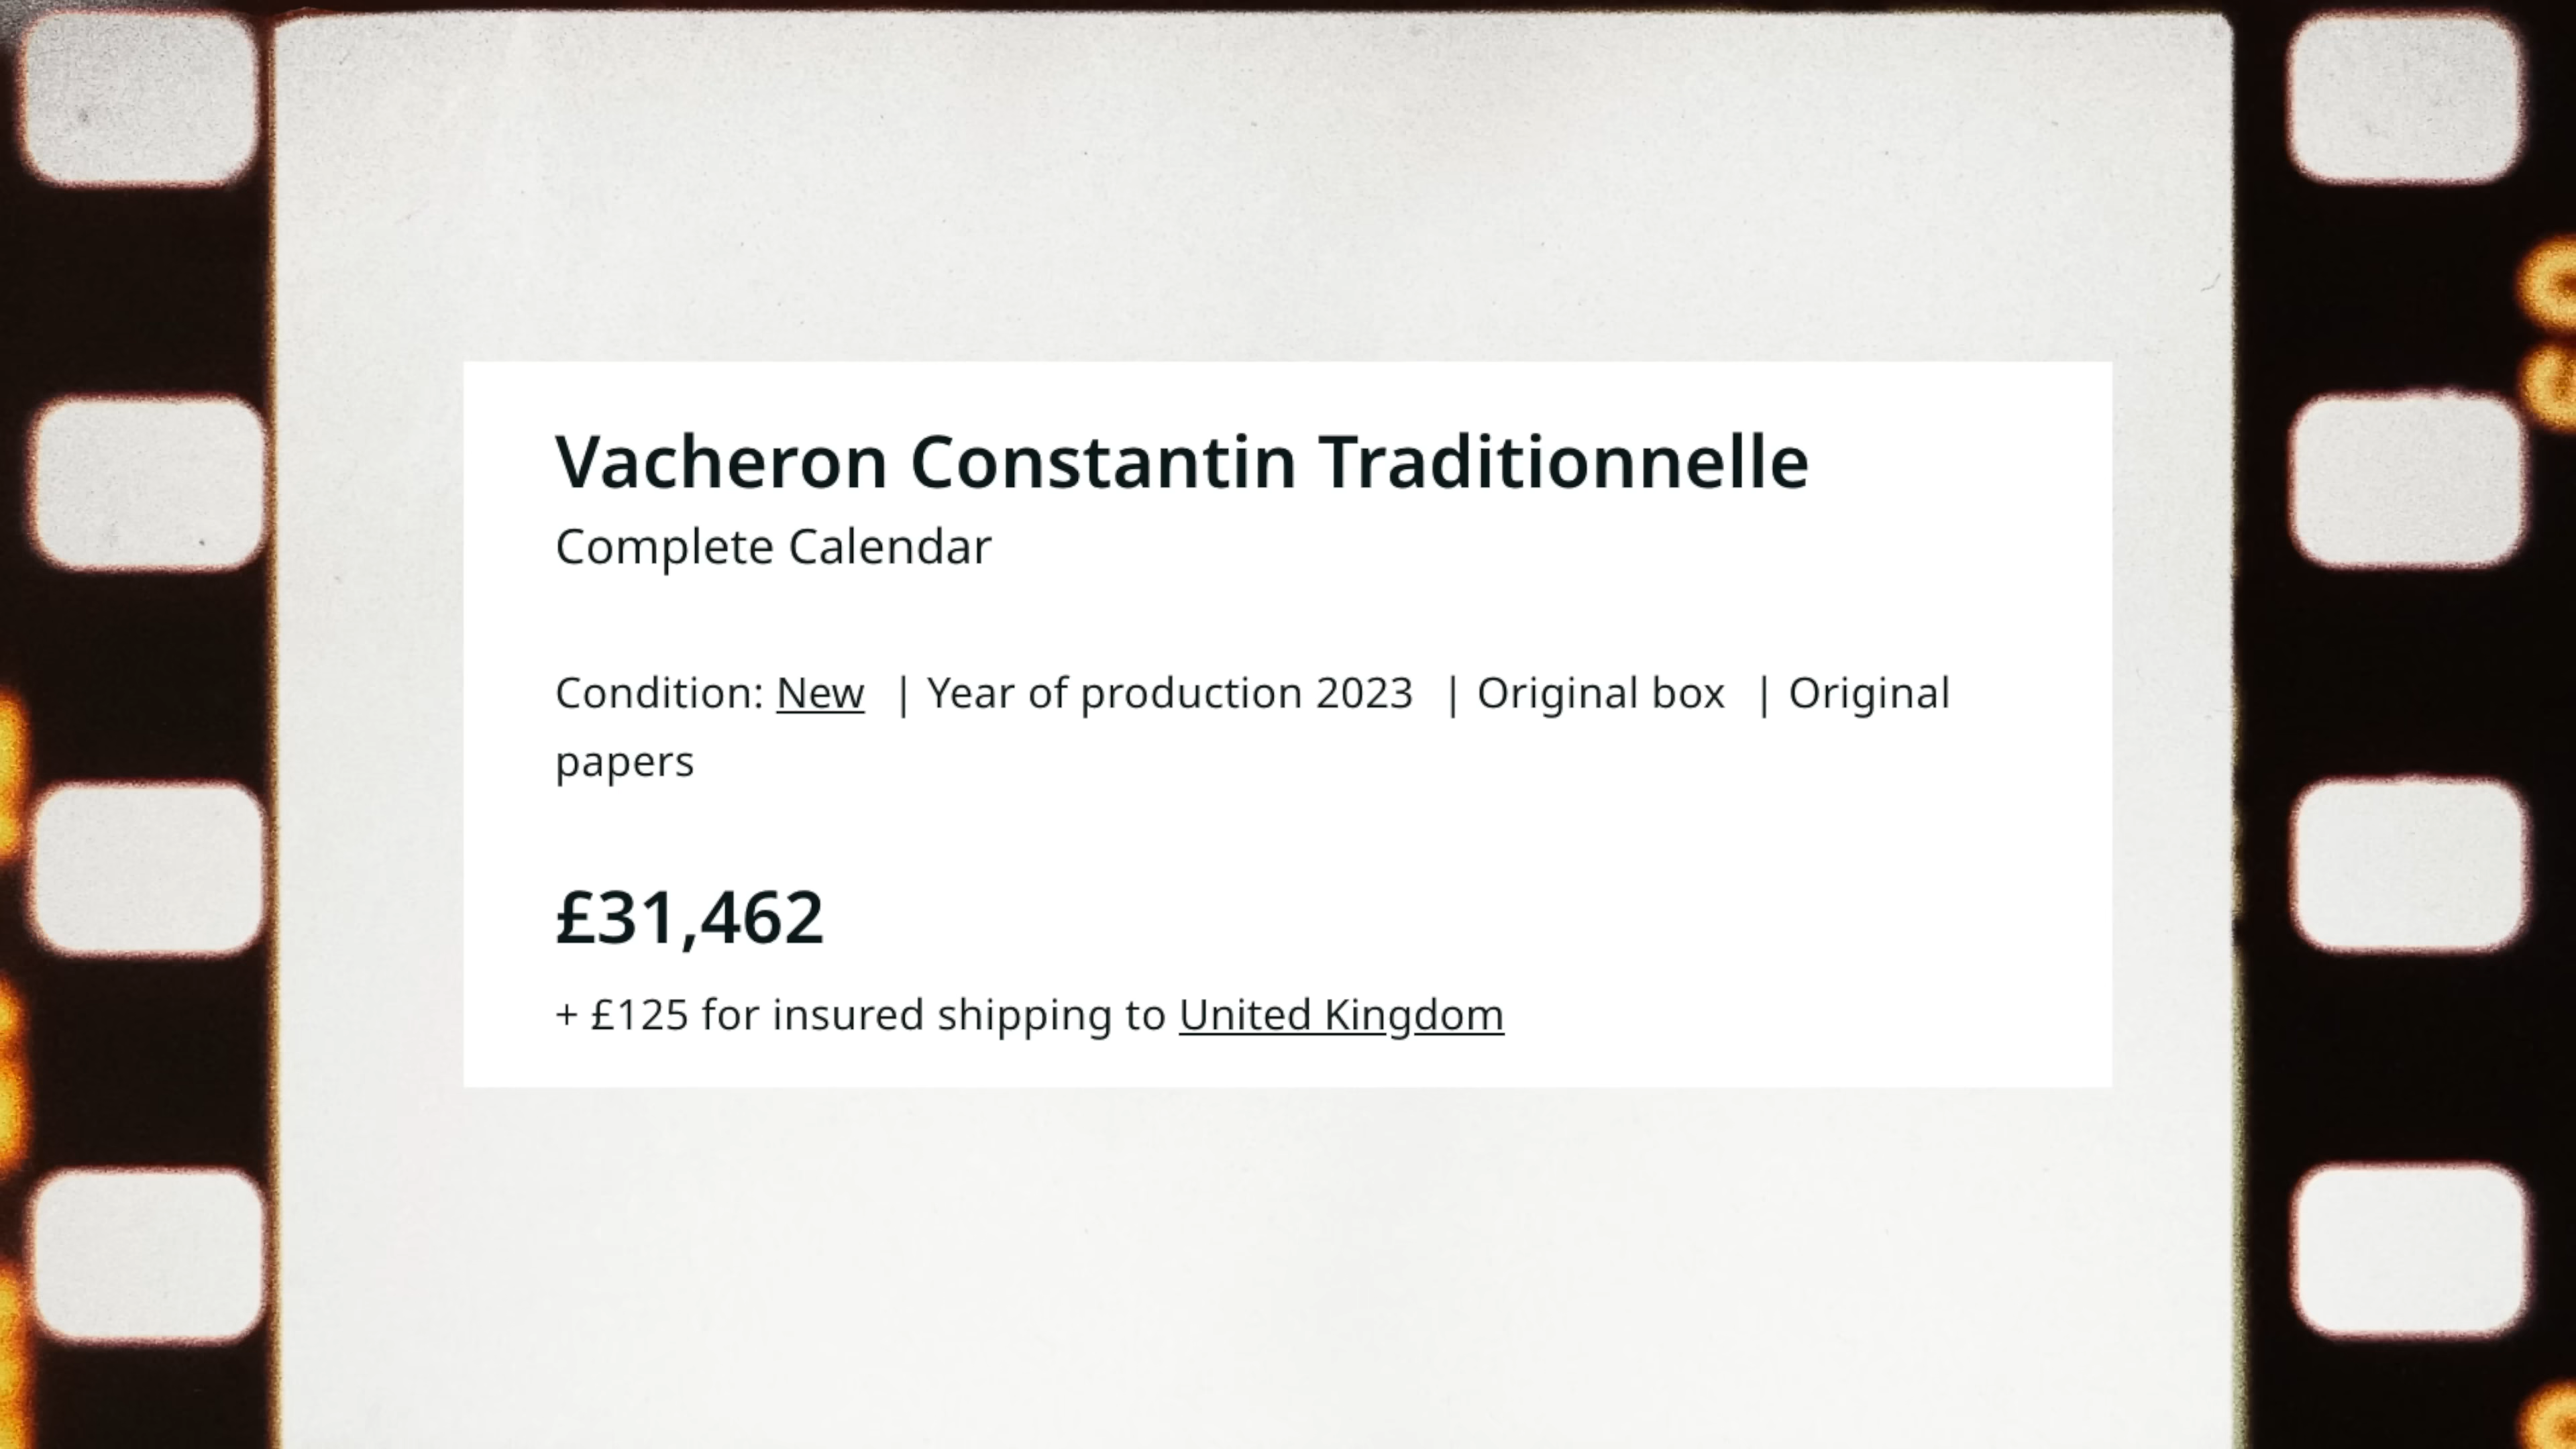 Vacheron Constantin Traditionnelle
Complete Calendar
Condition: New | Year of production 2023 | Original box | Original
papers
£31,462
+ £125 for insured shipping to United Kingdom